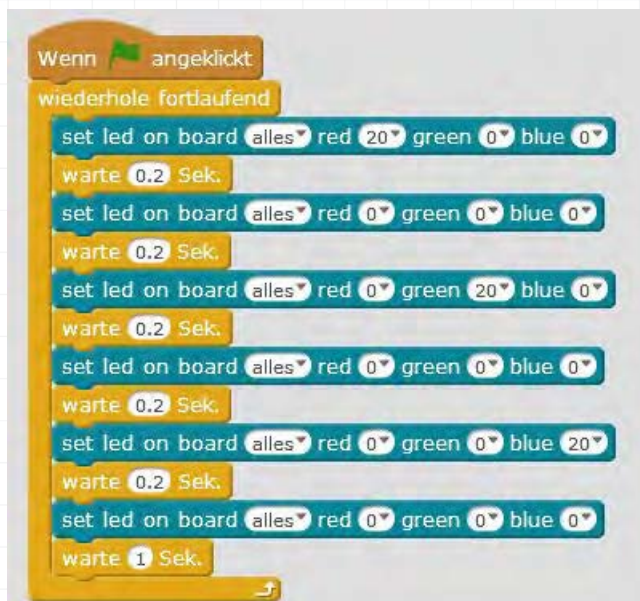 Wenn angeklickt
wiederhole fortlaufend
set led on board alles red 20 green 0 blue 0
warte 0.2 Sek.
set led on board alles red 0 green 0 blue 0
warte 0.2 Sek.
set led on board alles red 0 green 20 blue 0
warte 0.2 Sek.
set led on board alles red 0 green 0 blue 0
warte 0.2 Sek.
set led on board alles red 0 green 0 blue 20
warte 0.2 Sek.
set led on board alles red 0 green 0 blue 0
warte 1 Sek.